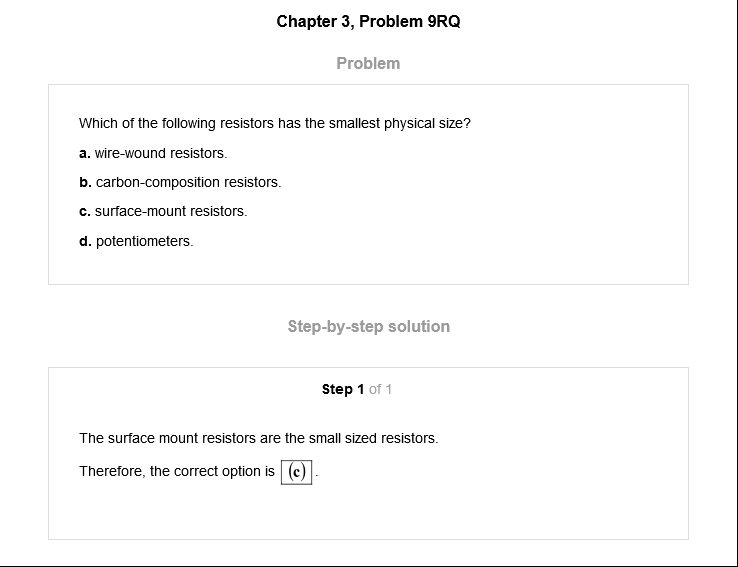 Chapter 3, Problem 9RQ
Problem
Which of the following resistors has the smallest physical size?
a. wire-wound resistors.
b. carbon-composition resistors.
c. surface-mount resistors.
d. potentiometers.
Step-by-step solution
Step 1 of 1
The surface mount resistors are the small sized resistors.
Therefore, the correct option is (c).